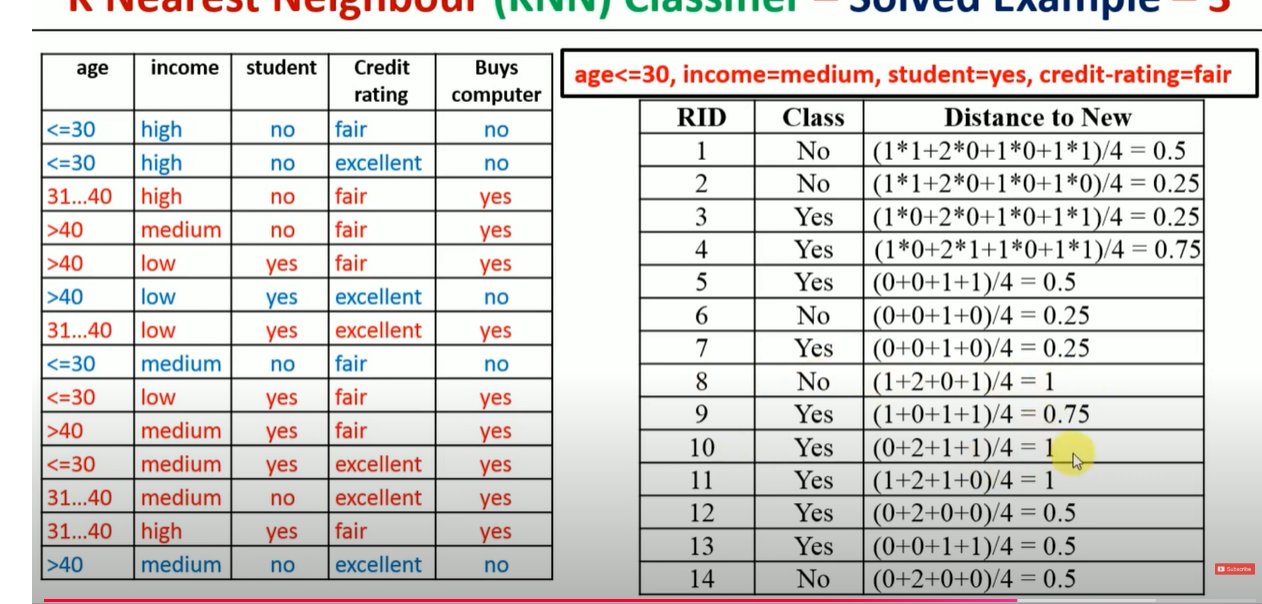 K Nearest Neighbour (KNN) Classifier – Solved Example – 3
age income student Credit rating Buys computer
<=30 high no fair no
<=30 high no excellent no
31...40 high no fair yes
>40 medium no fair yes
>40 low yes fair yes
>40 low yes excellent no
31...40 low yes excellent yes
<=30 medium no fair no
<=30 low yes fair yes
>40 medium yes fair yes
<=30 medium yes excellent yes
31...40 medium no excellent yes
31...40 high yes fair yes
>40 medium no excellent no
age<=30, income=medium, student=yes, credit-rating=fair
RID Class Distance to New
1 No (1*1+2*0+1*0+1*1)/4 = 0.5
2 No (1*1+2*0+1*0+1*0)/4 = 0.25
3 Yes (1*0+2*0+1*0+1*1)/4 = 0.25
4 Yes (1*0+2*1+1*0+1*1)/4 = 0.75
5 Yes (0+0+1+1)/4 = 0.5
6 No (0+0+1+0)/4 = 0.25
7 Yes (0+0+1+0)/4 = 0.25
8 No (1+2+0+1)/4 = 1
9 Yes (1+0+1+1)/4 = 0.75
10 Yes (0+2+1+1)/4 = 1
11 Yes (1+2+1+0)/4 = 1
12 Yes (0+2+0+0)/4 = 0.5
13 Yes (0+0+1+1)/4 = 0.5
14 No (0+2+0+0)/4 = 0.5
Subscribe